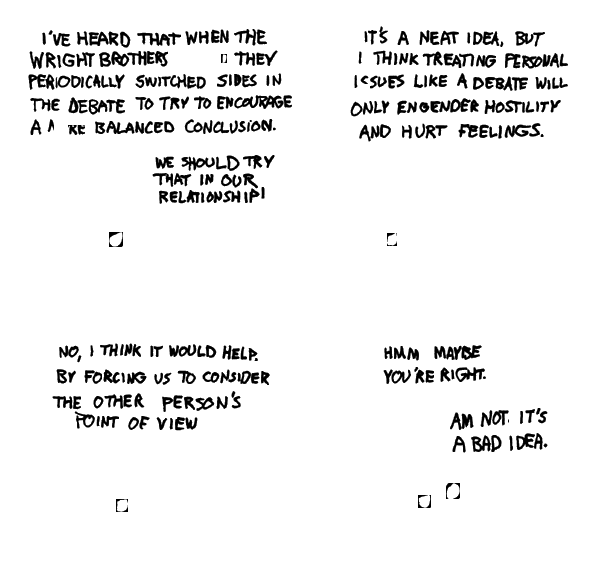 I'VE HEARD THAT WHEN THE
WRIGHT BROTHERS THEY
PERIODICALLY SWITCHED SIDES IN
THE DEBATE TO TRY TO ENCOURAGE
A BALANCED CONCLUSION.
WE SHOULD TRY
THAT IN OUR
RELATIONSHIP!
IT'S A NEAT IDEA, BUT
I THINK TREATING PERSONAL
ISSUES LIKE A DEBATE WILL
ONLY ENGENDER HOSTILITY
AND HURT FEELINGS.
NO, I THINK IT WOULD HELP.
BY FORCING US TO CONSIDER
THE OTHER PERSON'S
POINT OF VIEW
HMM MAYBE
YOU'RE RIGHT.
AM NOT. IT'S
A BAD IDEA.